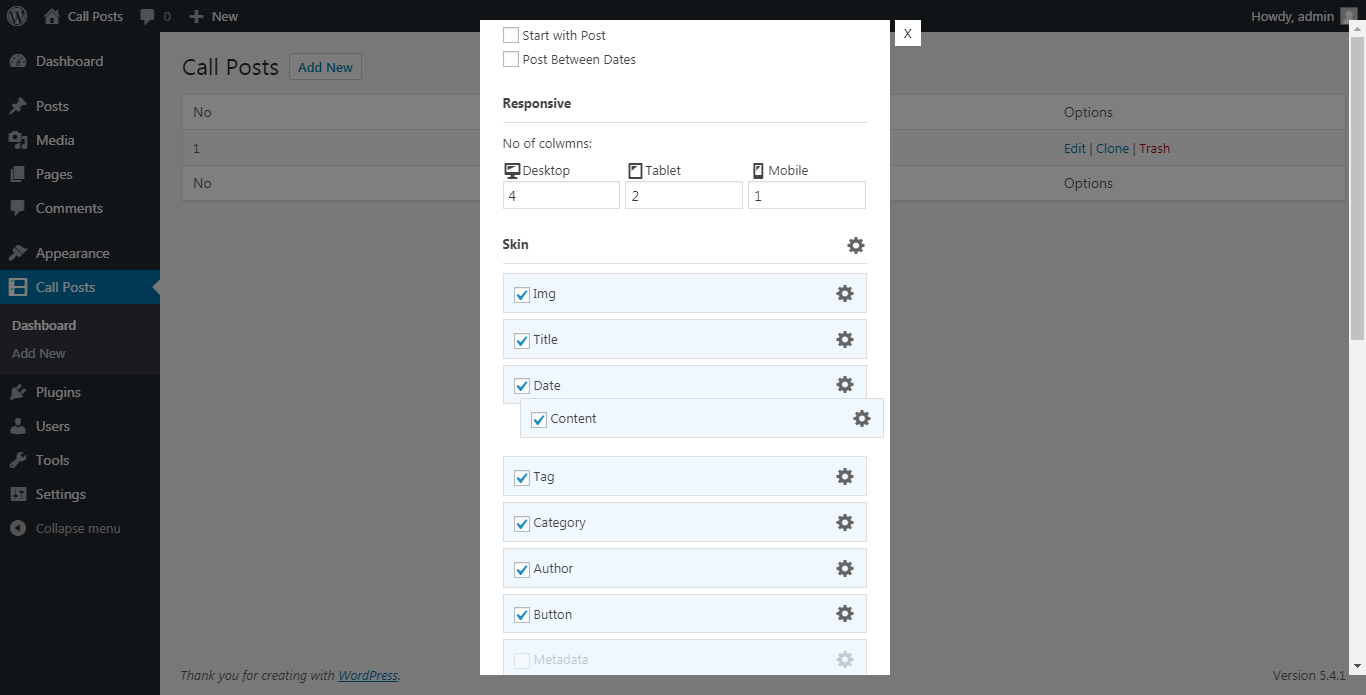 Call Posts 0 New Howdy, admin
Dashboard
Posts
Media
Pages
Comments
Appearance
Call Posts
Dashboard
Add New
Plugins
Users
Tools
Settings
Collapse menu
Call Posts Add New
No Options
1 Edit | Clone | Trash
No Options
X
Start with Post
Post Between Dates
Responsive
No of colwmns:
Desktop Tablet Mobile
4 2 1
Skin
Img
Title
Date
Content
Tag
Category
Author
Button
Metadata
Thank you for creating with WordPress. Version 5.4.1